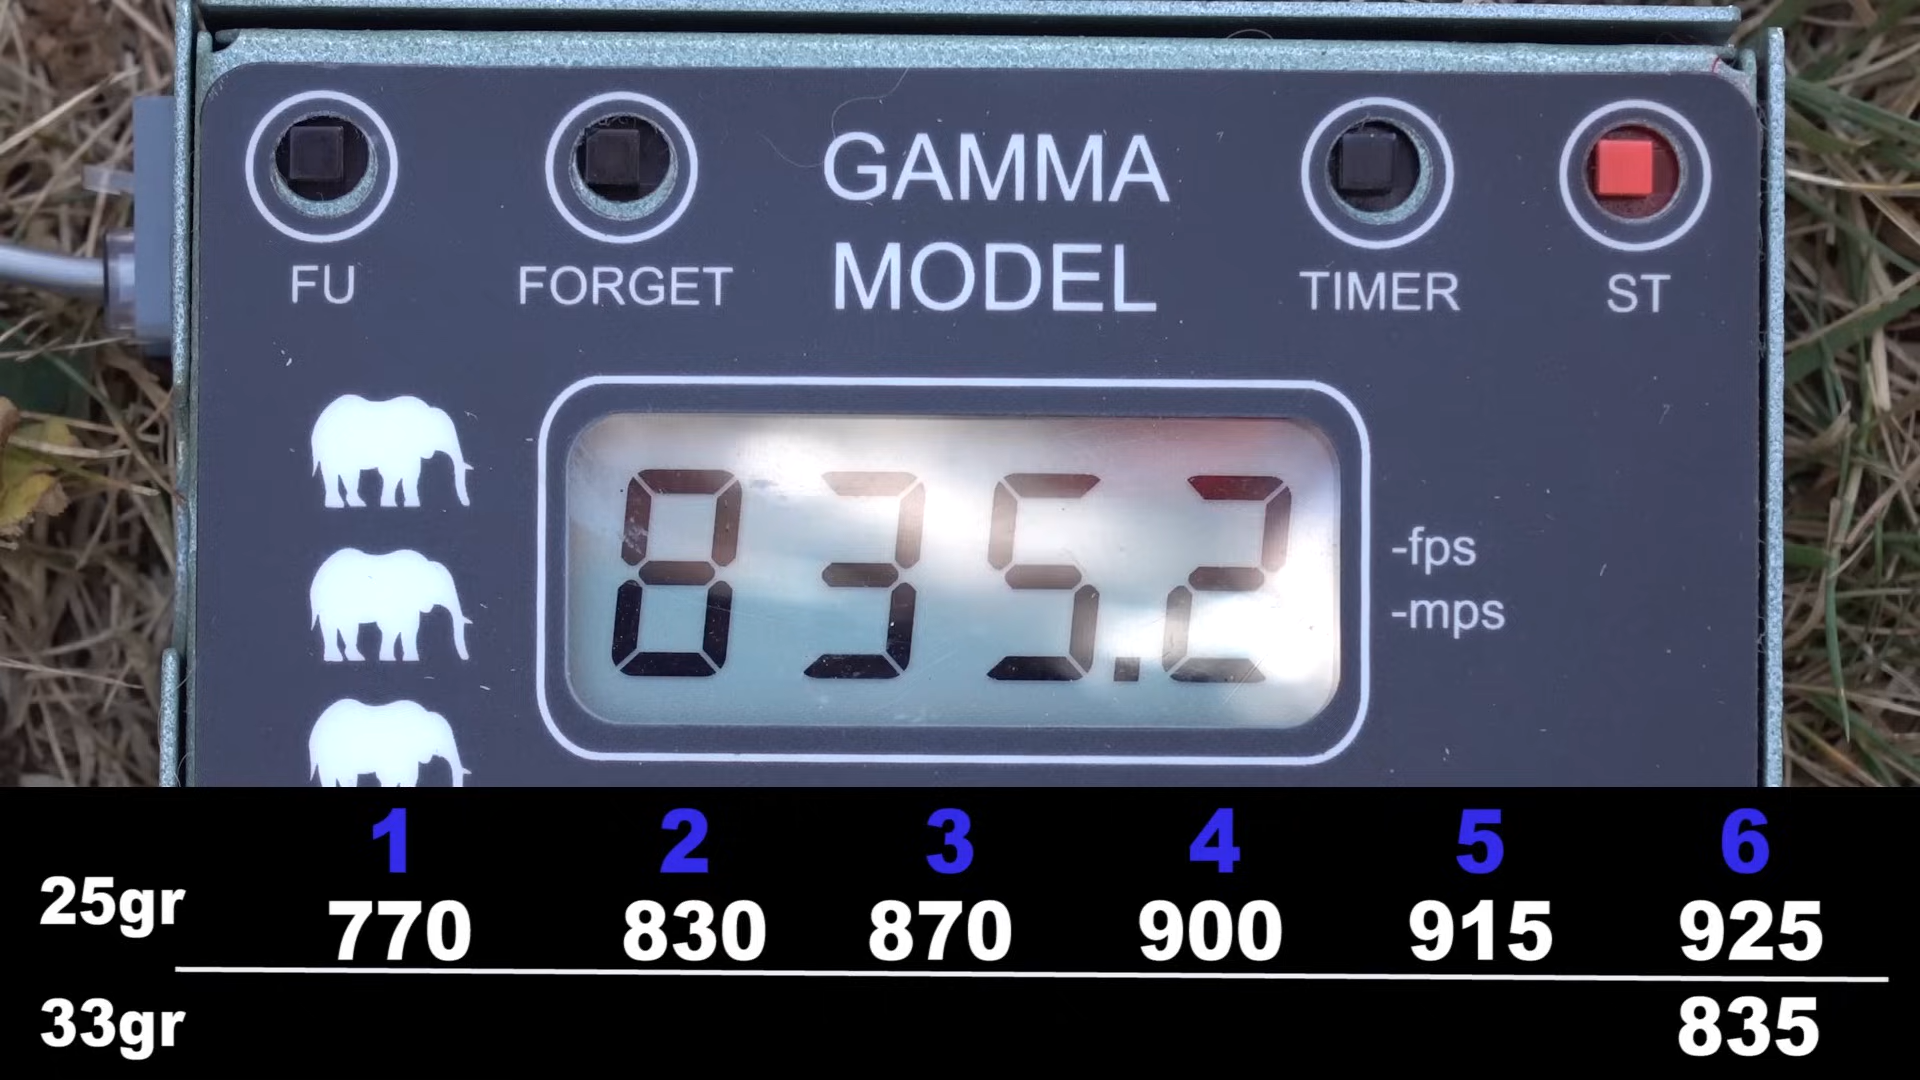 GAMMA
MODEL
FU
FORGET
TIMER
ST
835.2
-fps
-mps
1 2 3 4 5 6
25gr 770 830 870 900 915 925
33gr 835